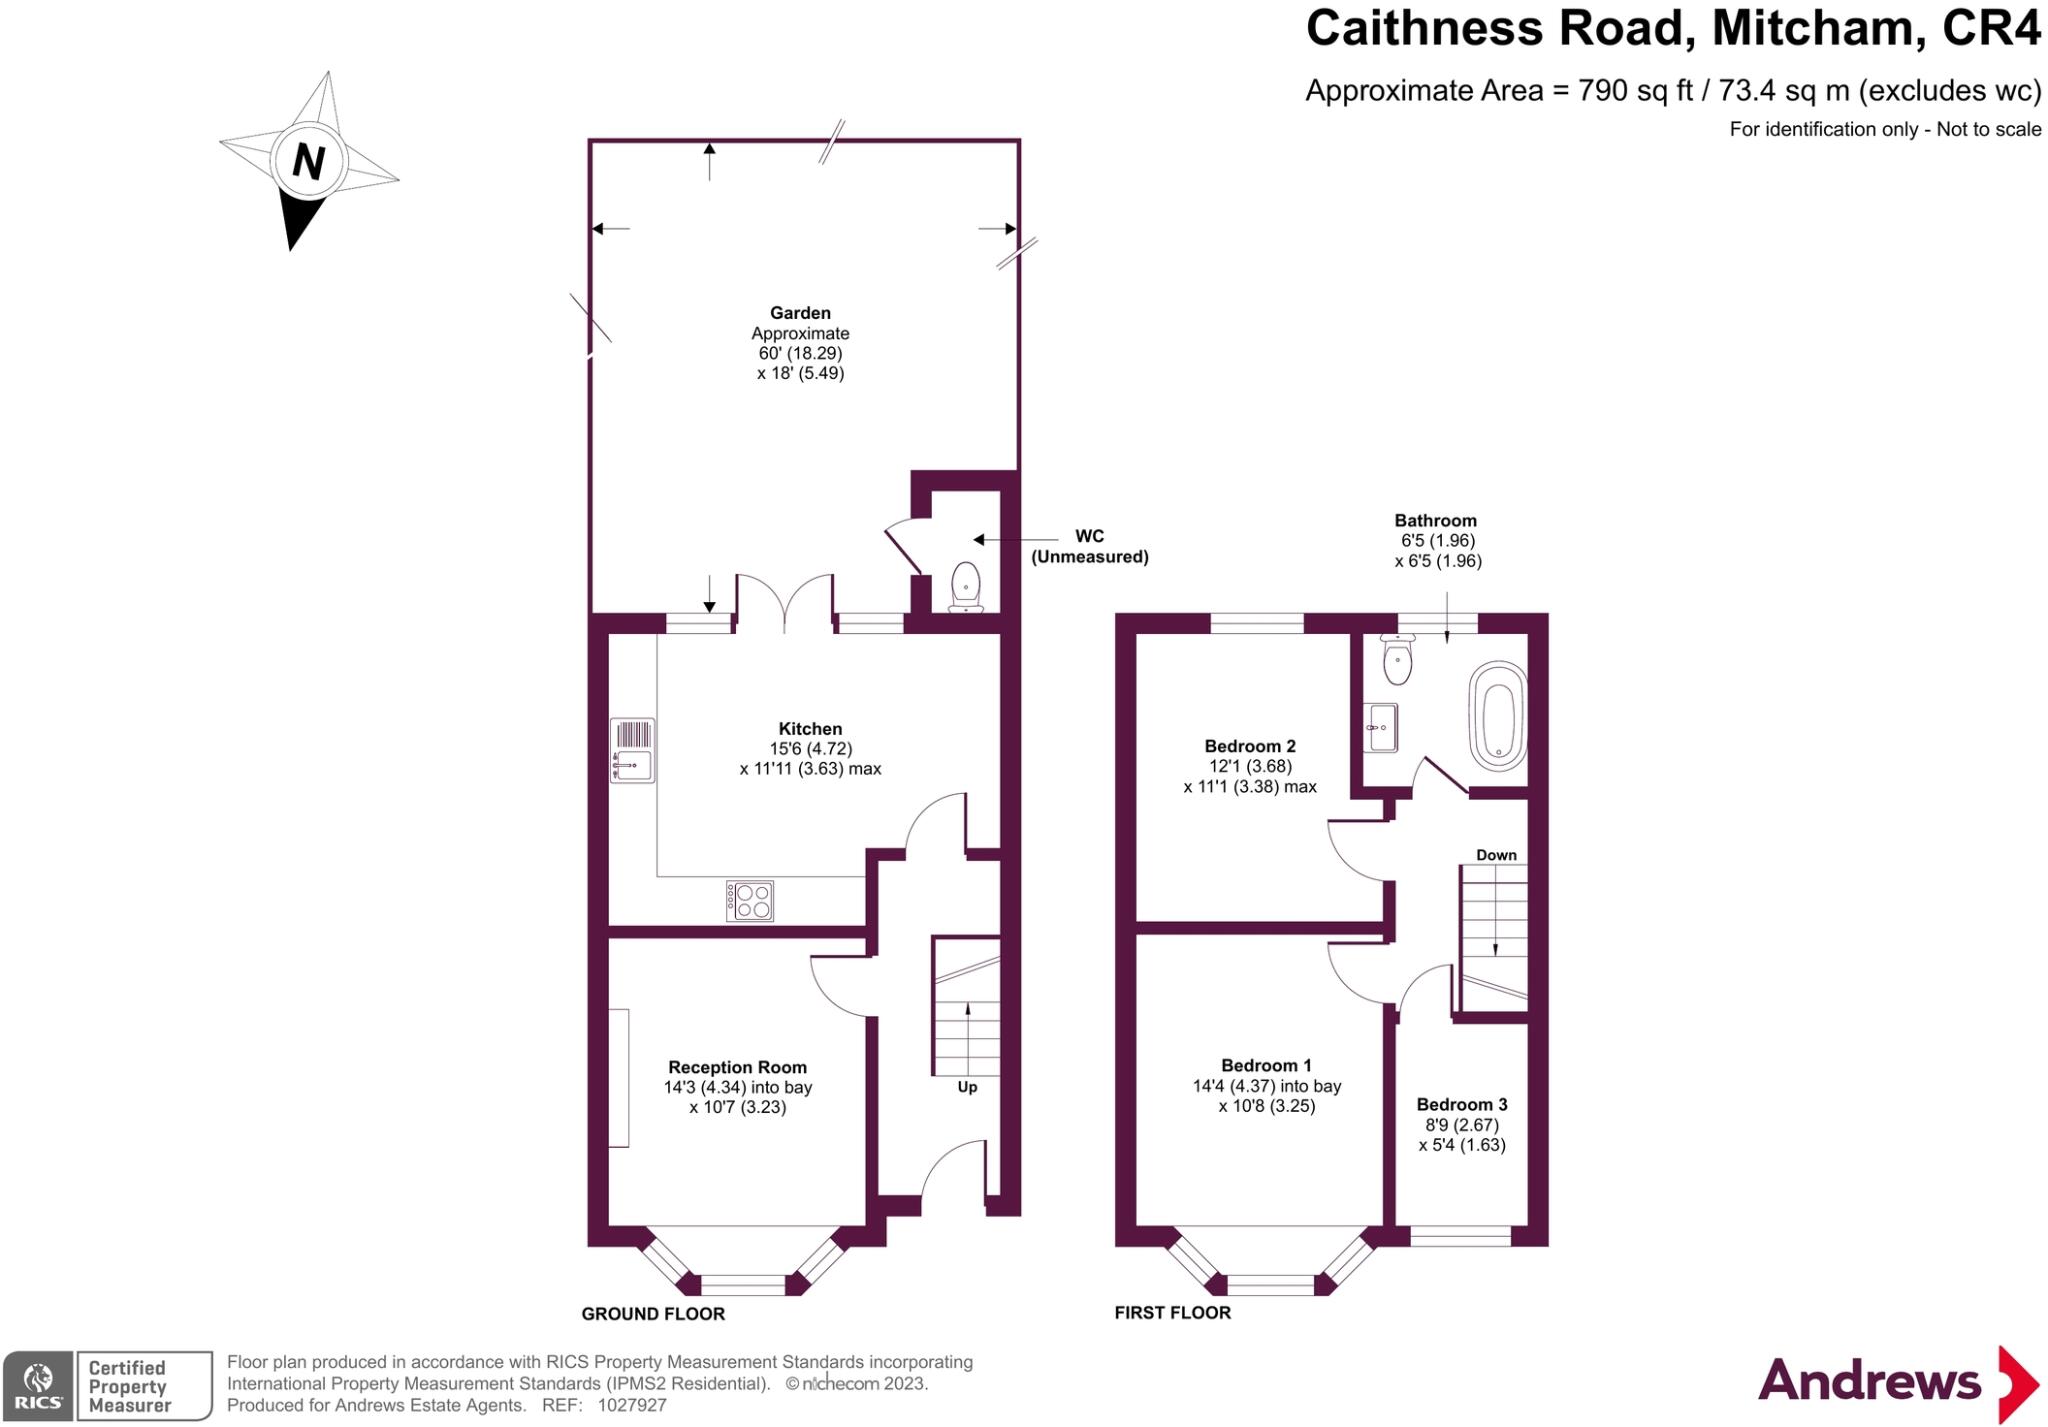 Caithness Road, Mitcham, CR4
Approximate Area = 790 sq ft / 73.4 sq m (excludes wc)
For identification only - Not to scale
N
Garden
Approximate
60' (18.29)
x 18' (5.49)
WC
(Unmeasured)
Bathroom
6'5 (1.96)
x 6'5 (1.96)
Kitchen
15'6 (4.72)
x 11'11 (3.63) max
Bedroom 2
12'1 (3.68)
x 11'1 (3.38) max
Down
Reception Room
14'3 (4.34) into bay
x 10'7 (3.23)
Up
Bedroom 1
14'4 (4.37) into bay
x 10'8 (3.25)
Bedroom 3
8'9 (2.67)
x 5'4 (1.63)
GROUND FLOOR
FIRST FLOOR
RICS
Certified
Property
Measurer
Floor plan produced in accordance with RICS Property Measurement Standards incorporating
International Property Measurement Standards (IPMS2 Residential). © nichecom 2023.
Produced for Andrews Estate Agents. REF: 1027927
Andrews